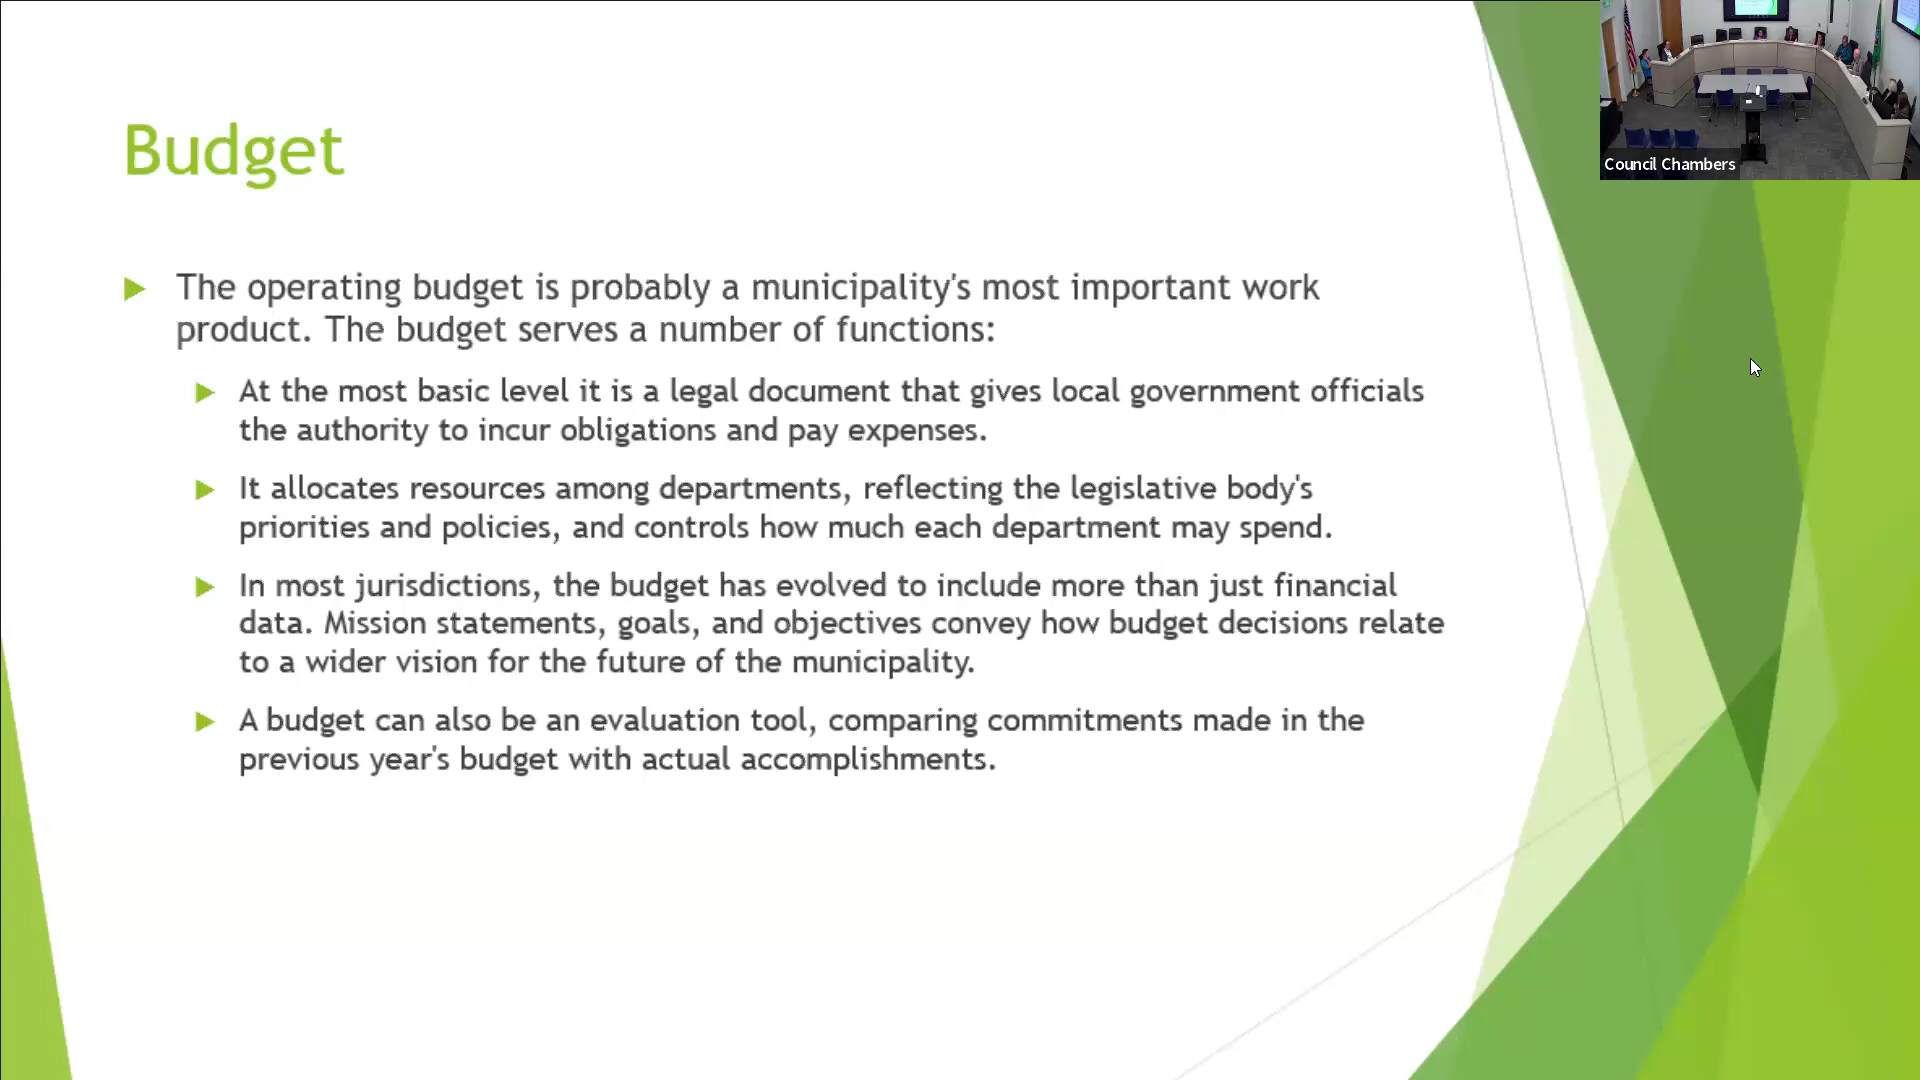 Council Chambers
Budget
The operating budget is probably a municipality's most important work
product. The budget serves a number of functions:
At the most basic level it is a legal document that gives local government officials
the authority to incur obligations and pay expenses.
It allocates resources among departments, reflecting the legislative body's
priorities and policies, and controls how much each department may spend.
In most jurisdictions, the budget has evolved to include more than just financial
data. Mission statements, goals, and objectives convey how budget decisions relate
to a wider vision for the future of the municipality.
A budget can also be an evaluation tool, comparing commitments made in the
previous year's budget with actual accomplishments.